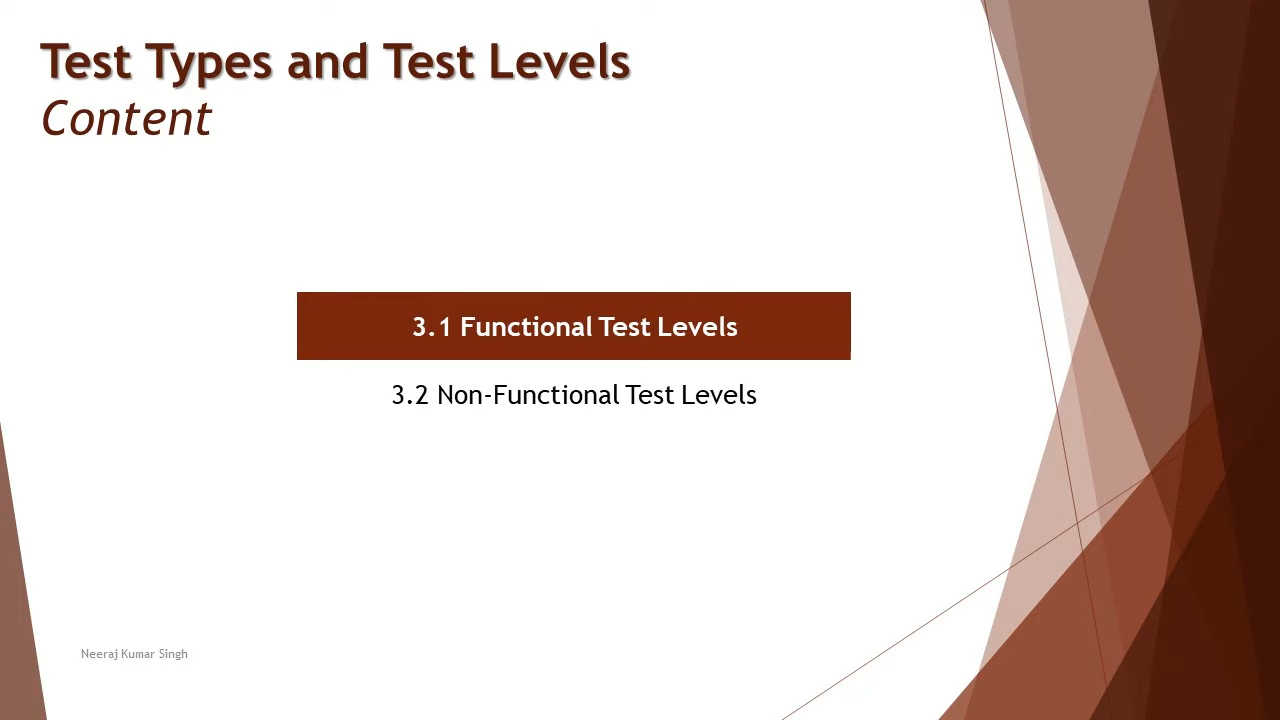 Test Types and Test Levels
Content
3.1 Functional Test Levels
3.2 Non-Functional Test Levels
Neeraj Kumar Singh